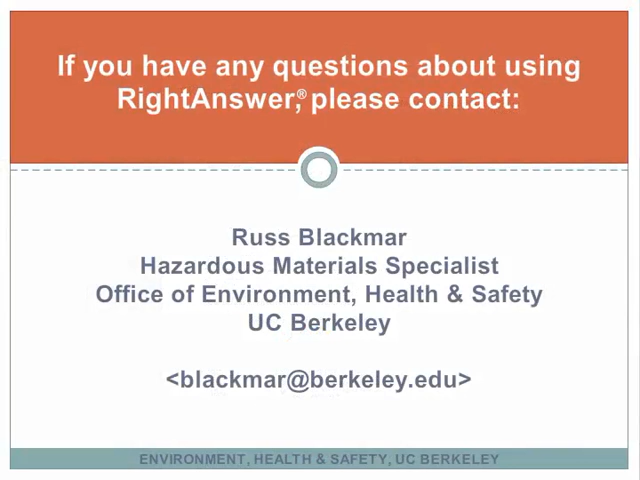 If you have any questions about using
RightAnswer,® please contact:
Russ Blackmar
Hazardous Materials Specialist
Office of Environment, Health & Safety
UC Berkeley
<blackmar@berkeley.edu>
ENVIRONMENT, HEALTH & SAFETY, UC BERKELEY